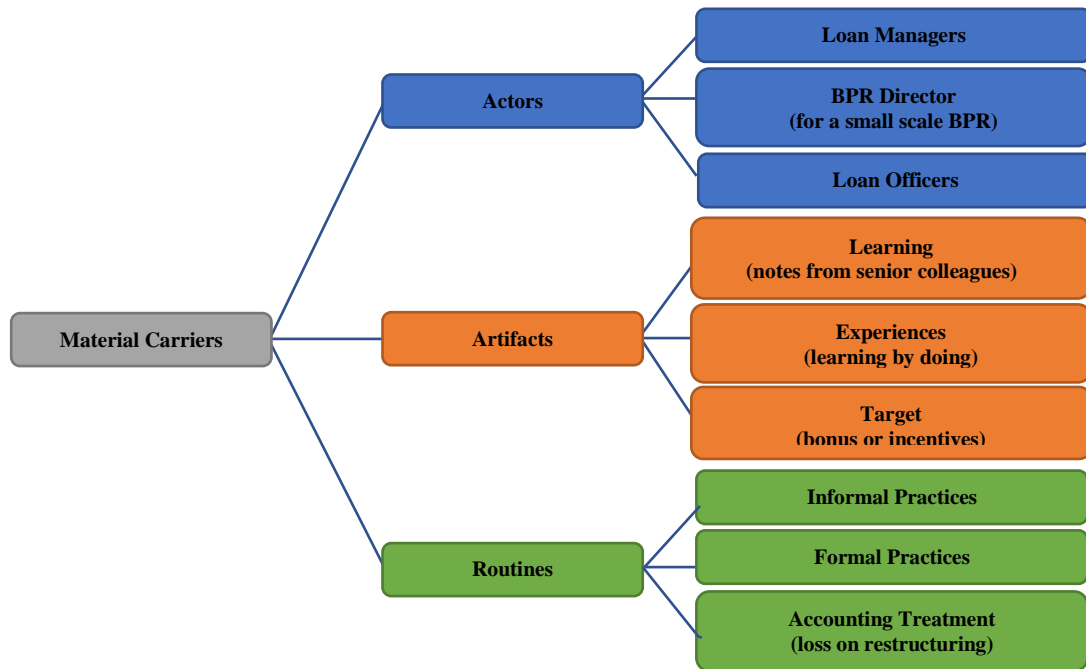 Material Carriers
Actors
Loan Managers
BPR Director
(for a small scale BPR)
Loan Officers
Artifacts
Learning
(notes from senior colleagues)
Experiences
(learning by doing)
Target
(bonus or incentives)
Routines
Informal Practices
Formal Practices
Accounting Treatment
(loss on restructuring)